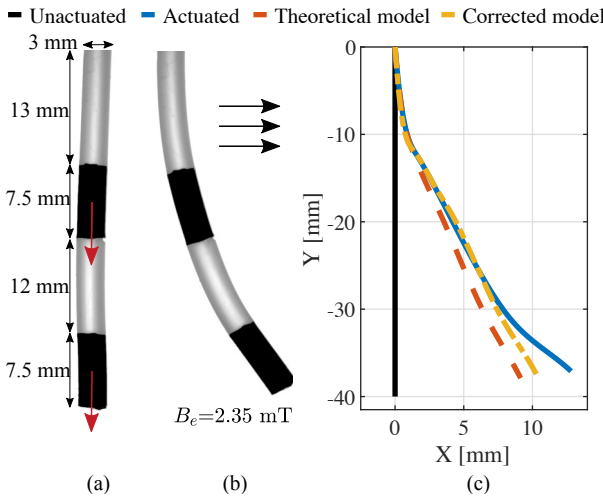 Unactuated Actuated Theoretical model Corrected model
3 mm
13 mm
7.5 mm
12 mm
7.5 mm
B_e=2.35 mT
0
-10
-20
-30
-40
Y [mm]
0 5 10
X [mm]
(a) (b) (c)